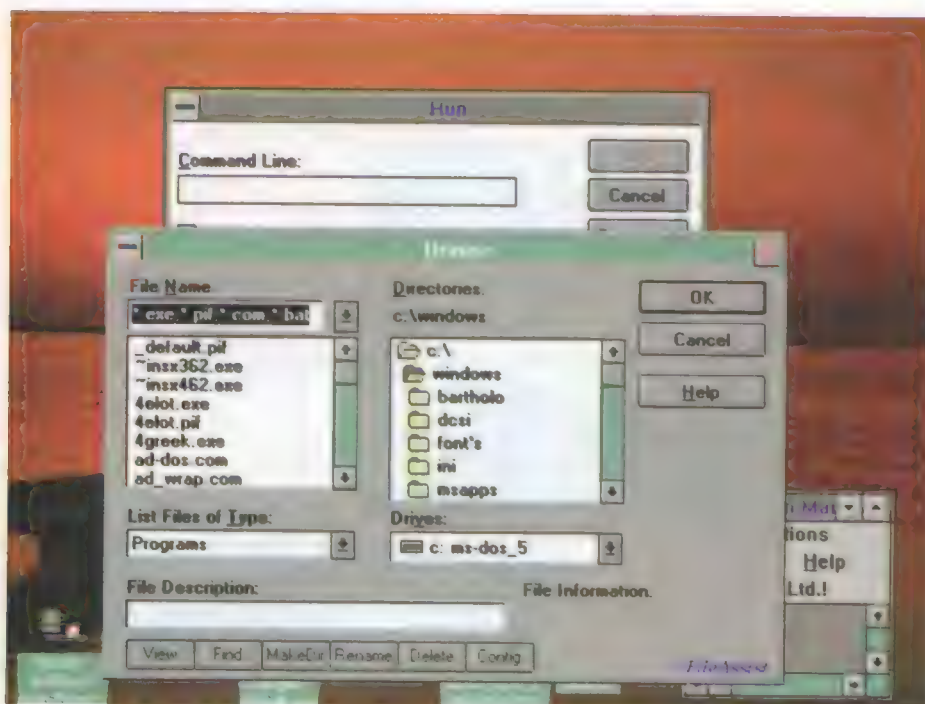 Run
Command Line:
Cancel
Browse
File Name
*.exe;*.pif;*.com;*.bat
_default.pif
~insx362.exe
~insx462.exe
4elot.exe
4elot.pif
4greek.exe
ad-dos.com
ad_wrap.com
List Files of Type:
Programs
File Description:
View
Find
MakeDir
Rename
Delete
Config
Directories:
c:\windows
c:\
windows
bartholo
dcsi
font's
ini
msapps
Drives:
c: ms-dos_5
File Information:
File Assist
OK
Cancel
Help
tions
Help
Ltd.!